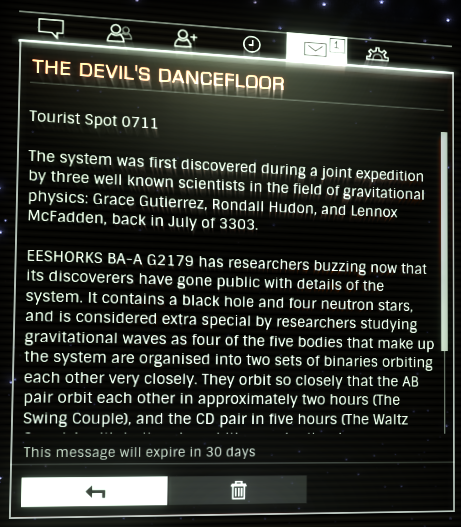 1
THE DEVIL'S DANCEFLOOR
Tourist Spot 0711
The system was first discovered during a joint expedition
by three well known scientists in the field of gravitational
physics: Grace Gutierrez, Rondall Hudon, and Lennox
McFadden, back in July of 3303.
EESHORKS BA-A G2179 has researchers buzzing now that
its discoverers have gone public with details of the
system. It contains a black hole and four neutron stars,
and is considered extra special by researchers studying
gravitational waves as four of the five bodies that make up
the system are organised into two sets of binaries orbiting
each other very closely. They orbit so closely that the AB
pair orbit each other in approximately two hours (The
Swing Couple), and the CD pair in five hours (The Waltz
This message will expire in 30 days